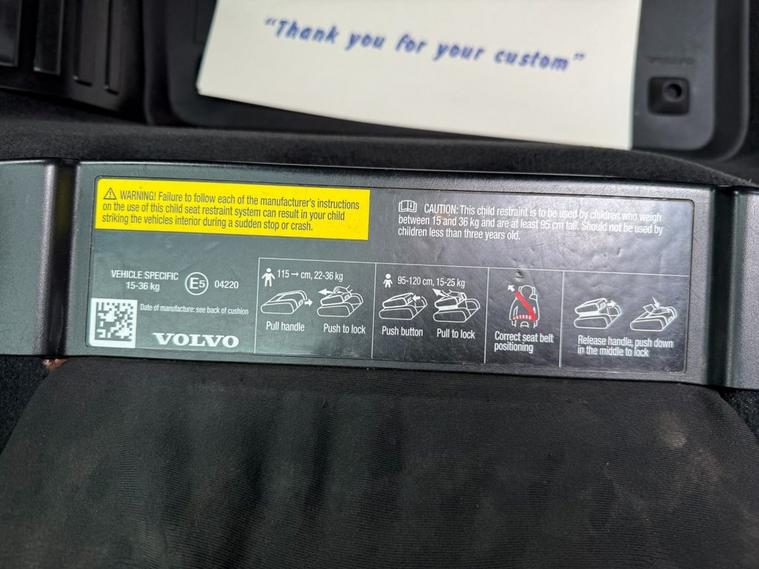 "Thank you for your custom"
VOLVO
WARNING! Failure to follow each of the manufacturer's instructions
on the use of this child seat restraint system can result in your child
striking the vehicles interior during a sudden stop or crash.
CAUTION: This child restraint is to be used by children who weigh
between 15 and 36 kg and are at least 95 cm tall. Should not be used by
children less than three years old.
VEHICLE SPECIFIC
15-36 kg
E5
04220
Date of manufacture: see back of cushion
VOLVO
115 → cm, 22-36 kg
Pull handle
Push to lock
95-120 cm, 15-25 kg
Push button
Pull to lock
Correct seat belt
positioning
Release handle, push down
in the middle to lock